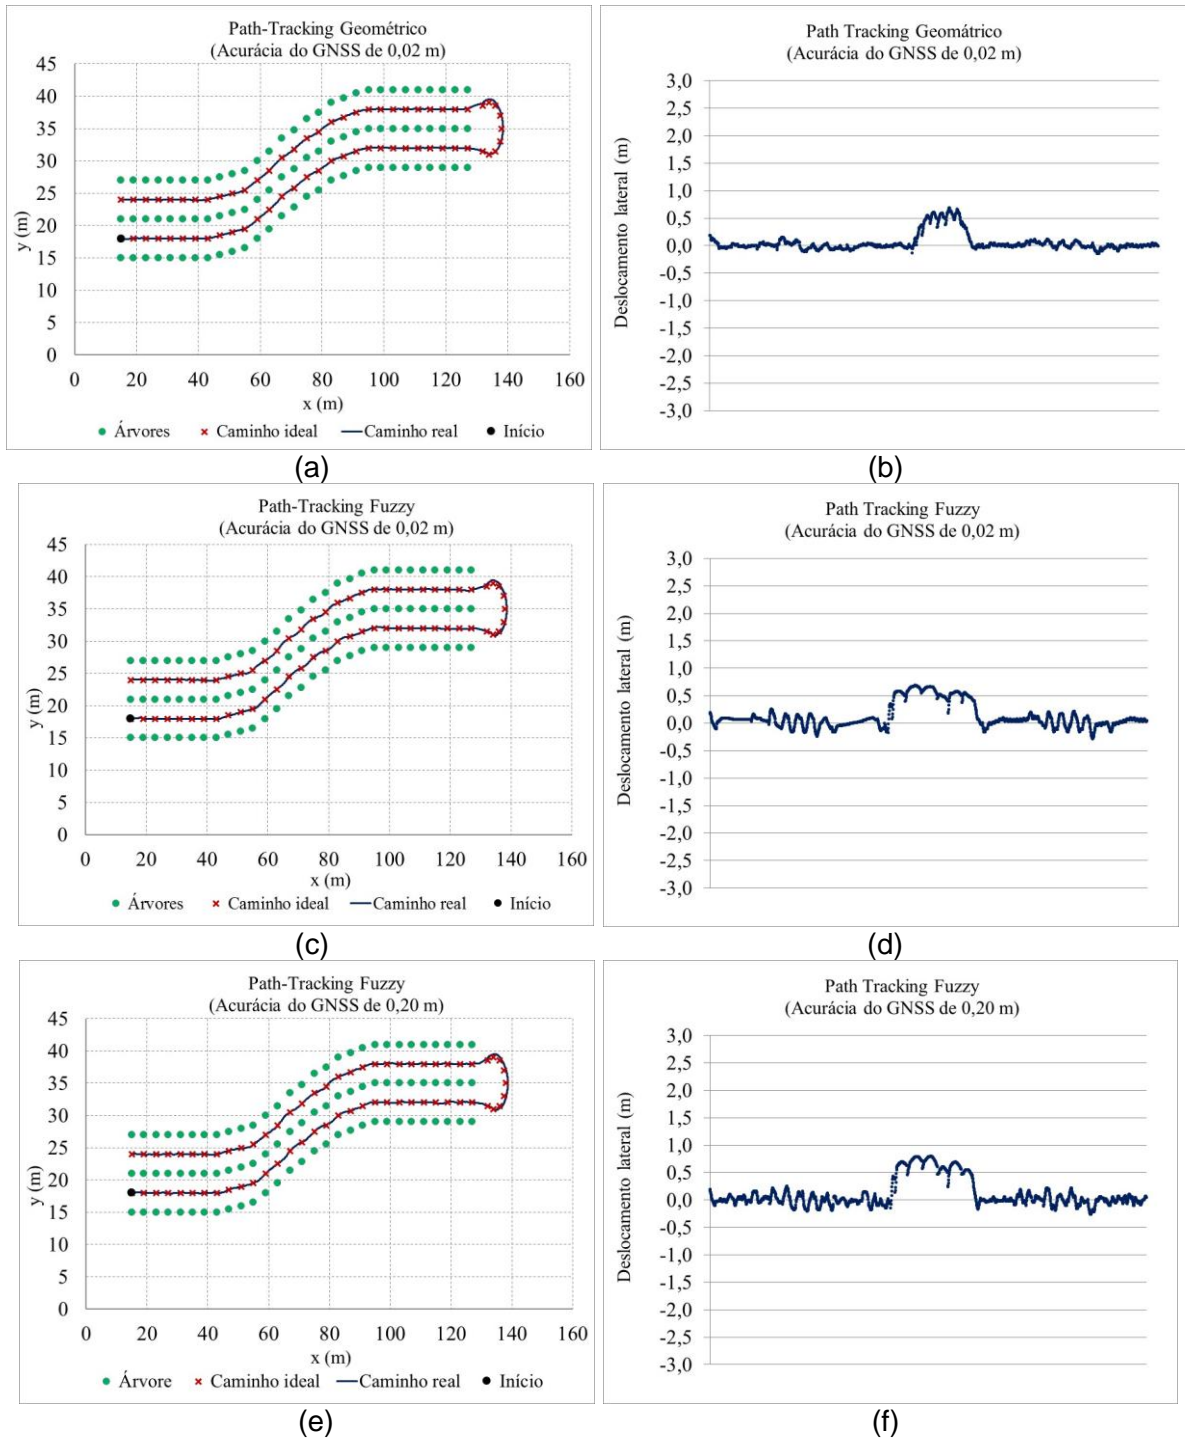 Path-Tracking Geométrico
(Acurácia do GNSS de 0,02 m)
45
40
35
30
25
20
15
10
5
0
y (m)
0 20 40 60 80 100 120 140 160
x (m)
Árvores Caminho ideal Caminho real Início
(a)
Path Tracking Geomátrico
(Acurácia do GNSS de 0,02 m)
3,0
2,5
2,0
1,5
1,0
0,5
0,0
-0,5
-1,0
-1,5
-2,0
-2,5
-3,0
Deslocamento lateral (m)
(b)
Path-Tracking Fuzzy
(Acurácia do GNSS de 0,02 m)
45
40
35
30
25
20
15
10
5
0
y (m)
0 20 40 60 80 100 120 140 160
x (m)
Árvores Caminho ideal Caminho real Início
(c)
Path Tracking Fuzzy
(Acurácia do GNSS de 0,02 m)
3,0
2,5
2,0
1,5
1,0
0,5
0,0
-0,5
-1,0
-1,5
-2,0
-2,5
-3,0
Deslocamento lateral (m)
(d)
Path-Tracking Fuzzy
(Acurácia do GNSS de 0,20 m)
45
40
35
30
25
20
15
10
5
0
y (m)
0 20 40 60 80 100 120 140 160
x (m)
Árvore Caminho ideal Caminho real Início
(e)
Path Tracking Fuzzy
(Acurácia do GNSS de 0,20 m)
3,0
2,5
2,0
1,5
1,0
0,5
0,0
-0,5
-1,0
-1,5
-2,0
-2,5
-3,0
Deslocamento lateral (m)
(f)